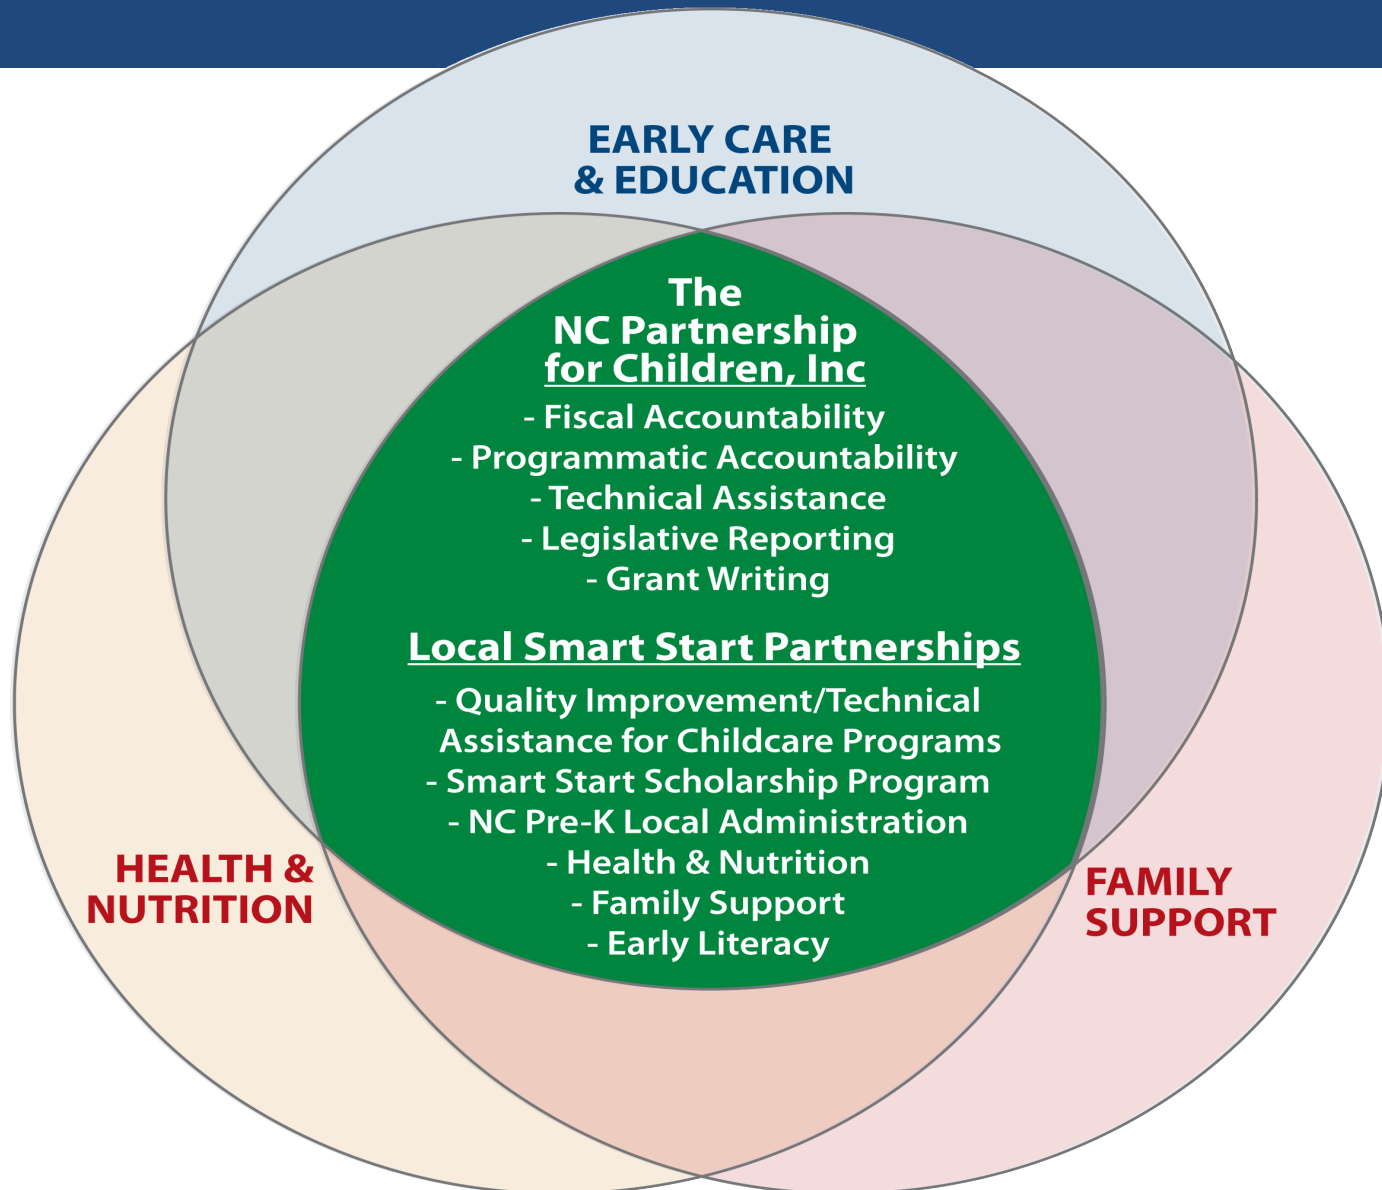 EARLY CARE
& EDUCATION
The
NC Partnership
for Children, Inc
- Fiscal Accountability
- Programmatic Accountability
- Technical Assistance
- Legislative Reporting
- Grant Writing
Local Smart Start Partnerships
- Quality Improvement/Technical
Assistance for Childcare Programs
- Smart Start Scholarship Program
- NC Pre-K Local Administration
- Health & Nutrition
- Family Support
- Early Literacy
HEALTH &
NUTRITION
FAMILY
SUPPORT